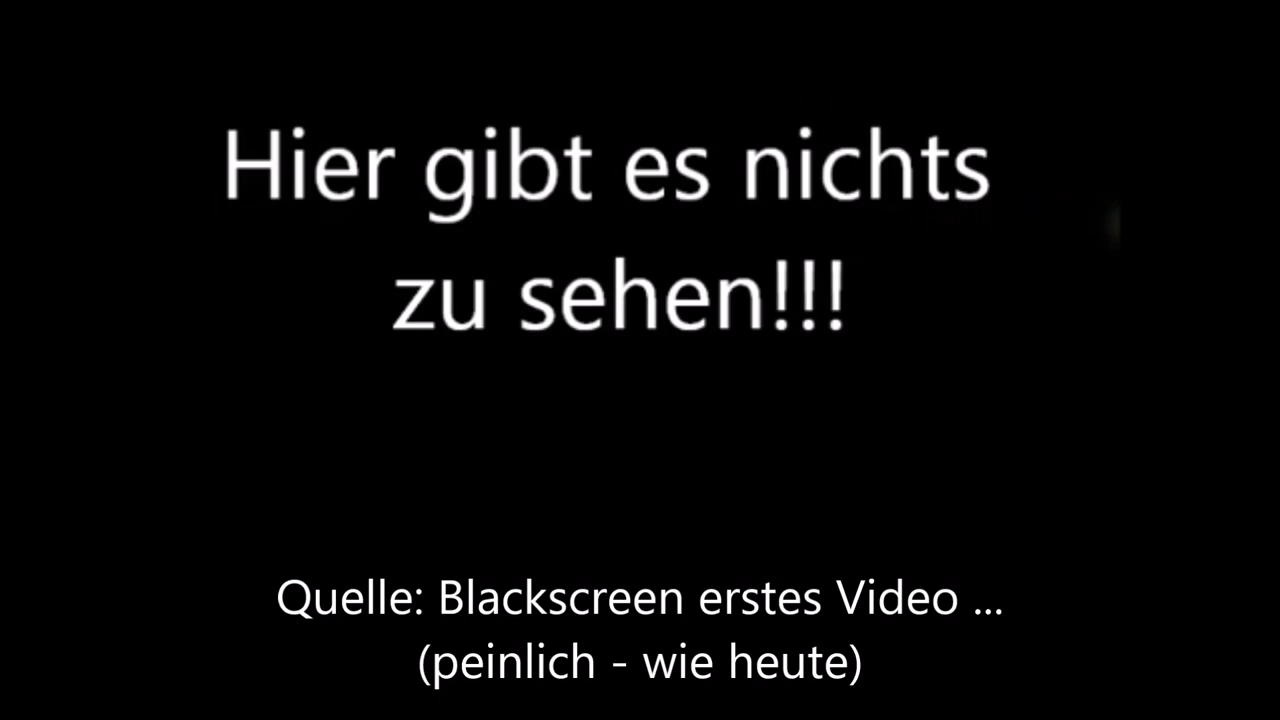 Hier gibt es nichts
zu sehen!!!
Quelle: Blackscreen erstes Video ...
(peinlich - wie heute)